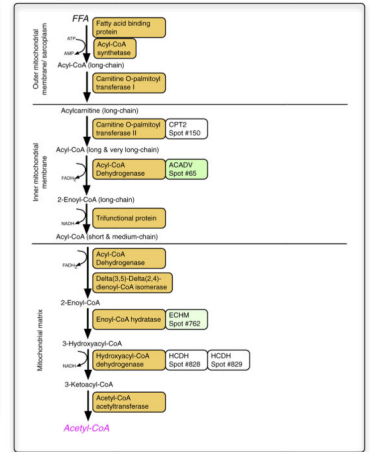 FFA
Fatty acid binding
protein
ATP
AMP
Acyl-CoA
synthetase
Acyl-CoA (long-chain)
Carnitine O-palmitoyl
transferase I
Outer mitochondrial
membrane/ sarcoplasm
Acylcarnitine (long-chain)
Carnitine O-palmitoyl
transferase II
CPT2
Spot #150
Acyl-CoA (long & very long-chain)
Acyl-CoA
Dehydrogenase
ACADV
Spot #65
FADH2
2-Enoyl-CoA (long-chain)
Trifunctional protein
NADH
Acyl-CoA (short & medium-chain)
Inner mitochondrial
membrane
Acyl-CoA
Dehydrogenase
FADH2
Delta(3,5)-Delta(2,4)-
dienoyl-CoA isomerase
2-Enoyl-CoA
Enoyl-CoA hydratase
ECHM
Spot #762
3-Hydroxyacyl-CoA
Hydroxyacyl-CoA
dehydrogenase
HCDH
Spot #828
HCDH
Spot #829
NADH
3-Ketoacyl-CoA
Acetyl-CoA
acetyltransferase
Acetyl-CoA
Mitochondrial matrix